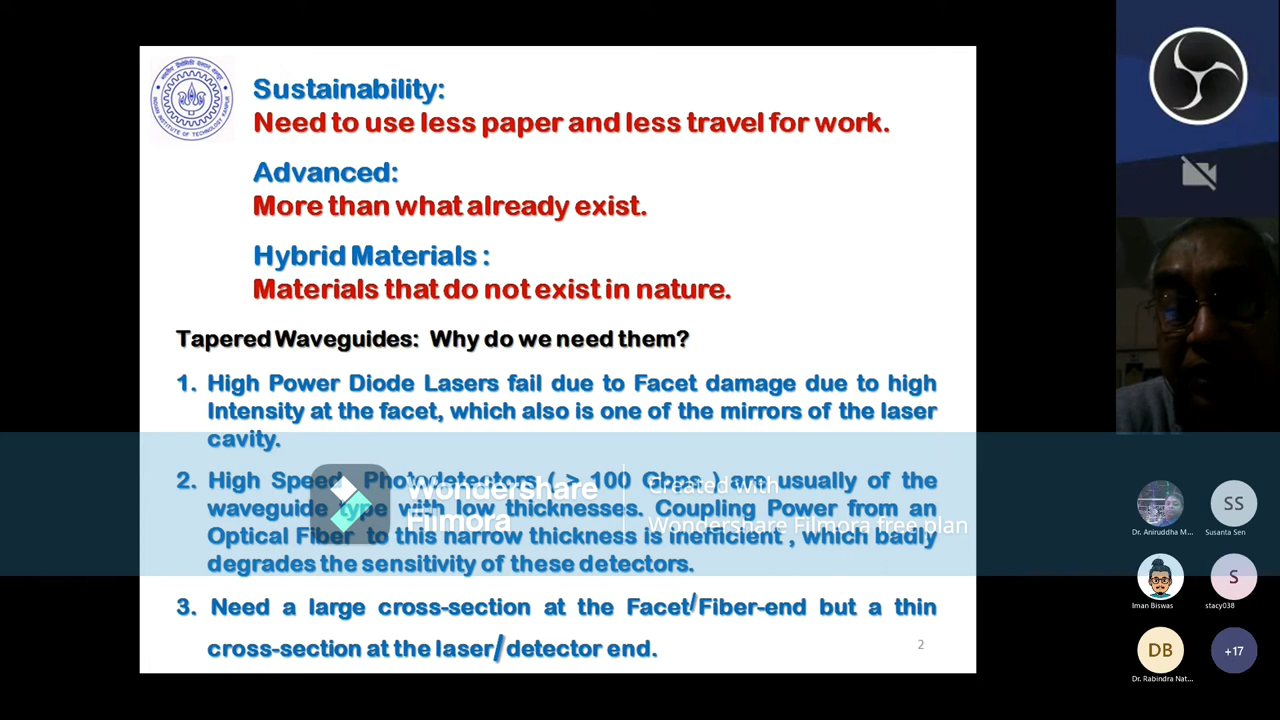 Sustainability:
Need to use less paper and less travel for work.
Advanced:
More than what already exist.
Hybrid Materials :
Materials that do not exist in nature.
Tapered Waveguides: Why do we need them?
1. High Power Diode Lasers fail due to Facet damage due to high
Intensity at the facet, which also is one of the mirrors of the laser
cavity.
2. High Speed Photodetectors ( > 100 Gbps ) are usually of the
waveguide type with low thicknesses. Coupling Power from an
Optical Fiber to this narrow thickness is inefficient , which badly
degrades the sensitivity of these detectors.
3. Need a large cross-section at the Facet/Fiber-end but a thin
cross-section at the laser/detector end.
2
Wondershare
Filmora
Created with
Wondershare Filmora free plan
INDIAN INSTITUTE OF TECHNOLOGY KANPUR
SS
Dr. Aniruddha M...
Susanta Sen
S
Iman Biswas
stacy038
DB
+17
Dr. Rabindra Nat...